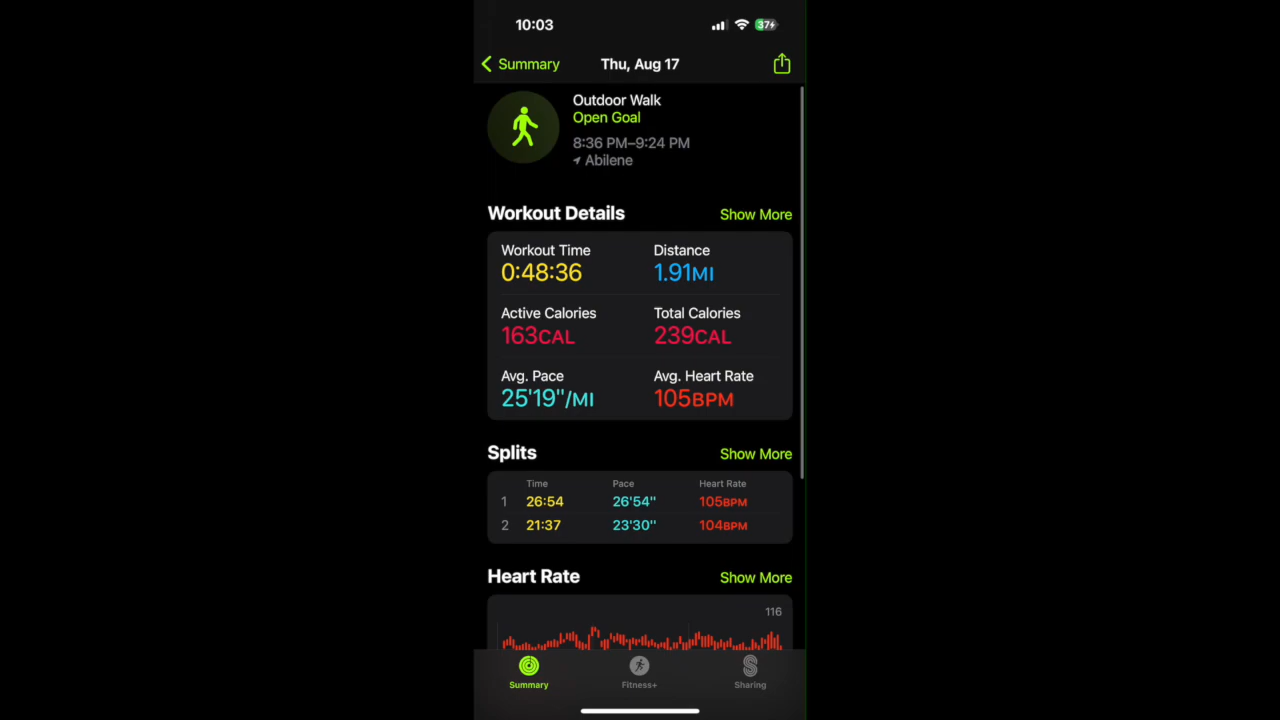 10:03
37
Summary Thu, Aug 17
Outdoor Walk
Open Goal
8:36 PM–9:24 PM
Abilene
Workout Details Show More
Workout Time Distance
0:48:36 1.91MI
Active Calories Total Calories
163CAL 239CAL
Avg. Pace Avg. Heart Rate
25'19"/MI 105BPM
Splits Show More
Time Pace Heart Rate
1 26:54 26'54" 105BPM
2 21:37 23'30" 104BPM
Heart Rate Show More
116
Summary Fitness+ Sharing